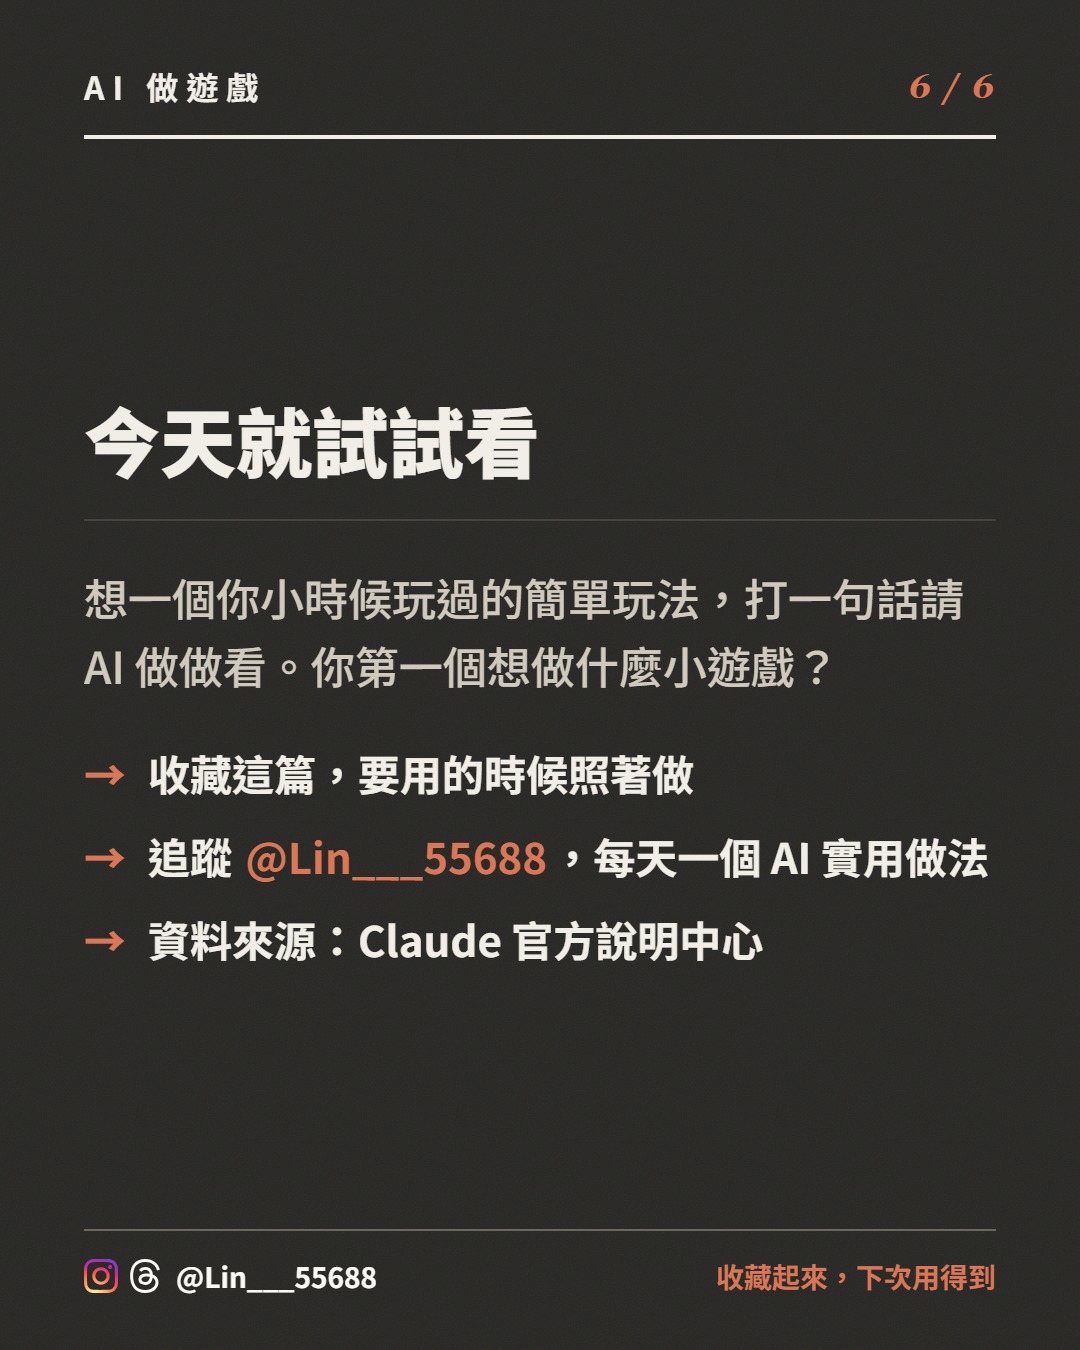 AI 做遊戲
6 / 6
今天就試試看
想一個你小時候玩過的簡單玩法，打一句話請
AI 做做看。你第一個想做什麼小遊戲？
→ 收藏這篇，要用的時候照著做
→ 追蹤 @Lin___55688，每天一個 AI 實用做法
→ 資料來源：Claude 官方說明中心
@Lin___55688
收藏起來，下次用得到